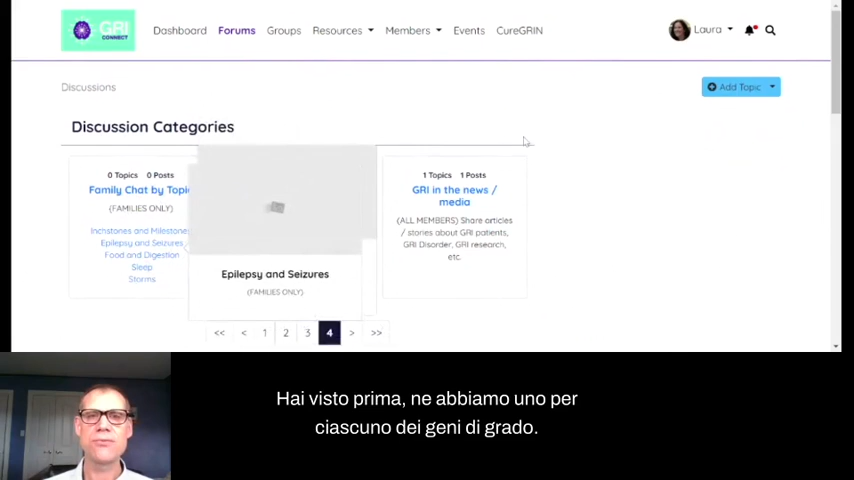 GRI
CONNECT
Dashboard
Forums
Groups
Resources
Members
Events
CureGRIN
Laura
Discussions
Add Topic
Discussion Categories
0 Topics 0 Posts
Family Chat by Topic
(FAMILIES ONLY)
Inchstones and Milestones
Epilepsy and Seizures
Food and Digestion
Sleep
Storms
Epilepsy and Seizures
(FAMILIES ONLY)
1 Topics 1 Posts
GRI in the news /
media
(ALL MEMBERS) Share articles
/ stories about GRI patients,
GRI Disorder, GRI research,
etc.
<< < 1 2 3 4 > >>
Hai visto prima, ne abbiamo uno per
ciascuno dei geni di grado.